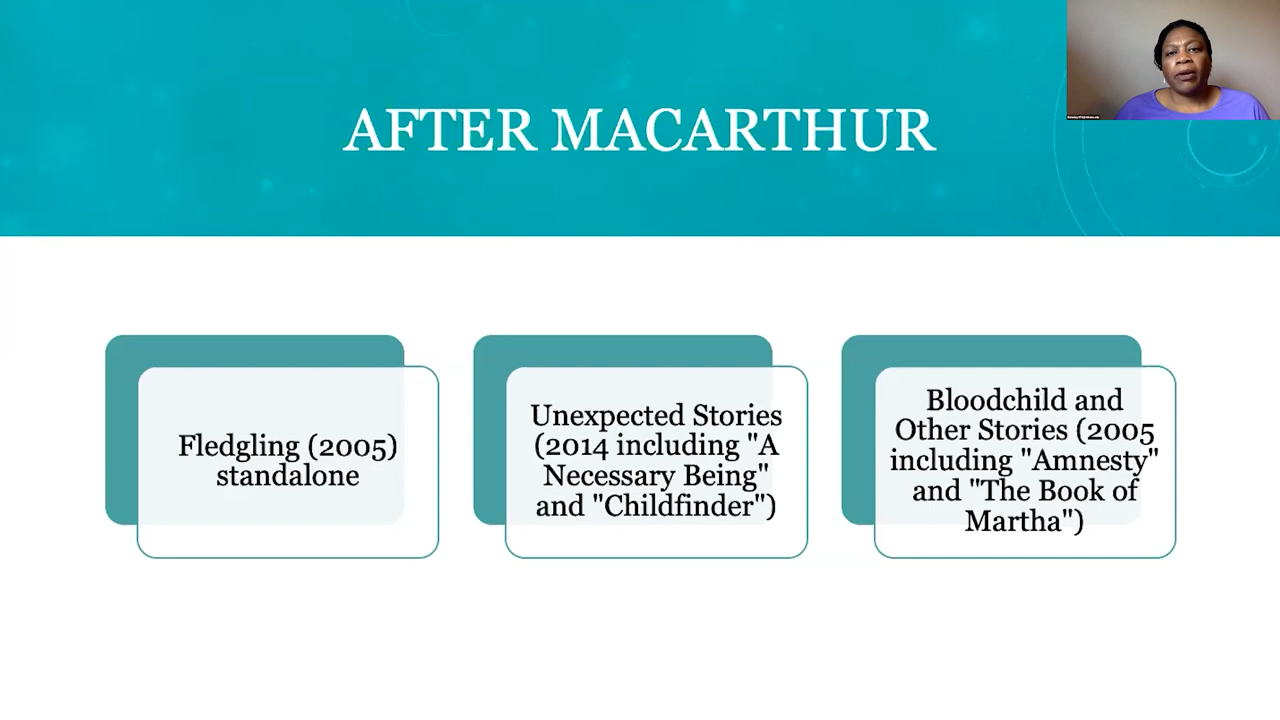 AFTER MACARTHUR
Fledgling (2005)
standalone
Unexpected Stories
(2014 including "A
Necessary Being"
and "Childfinder")
Bloodchild and
Other Stories (2005
including "Amnesty"
and "The Book of
Martha")